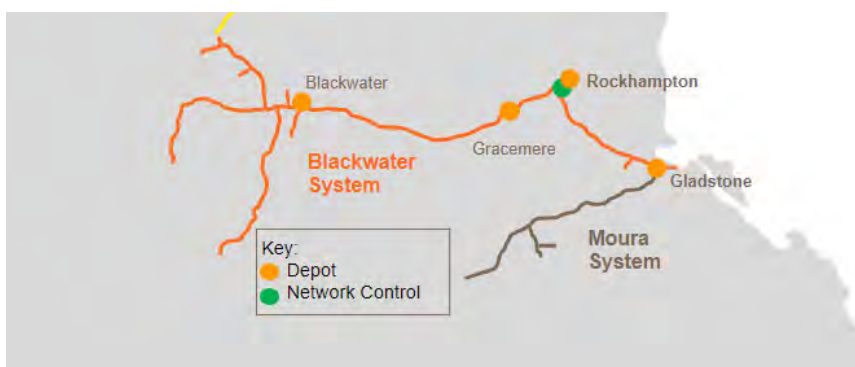 Blackwater
Rockhampton
Gracemere
Blackwater
System
Gladstone
Moura
System
Key:
Depot
Network Control